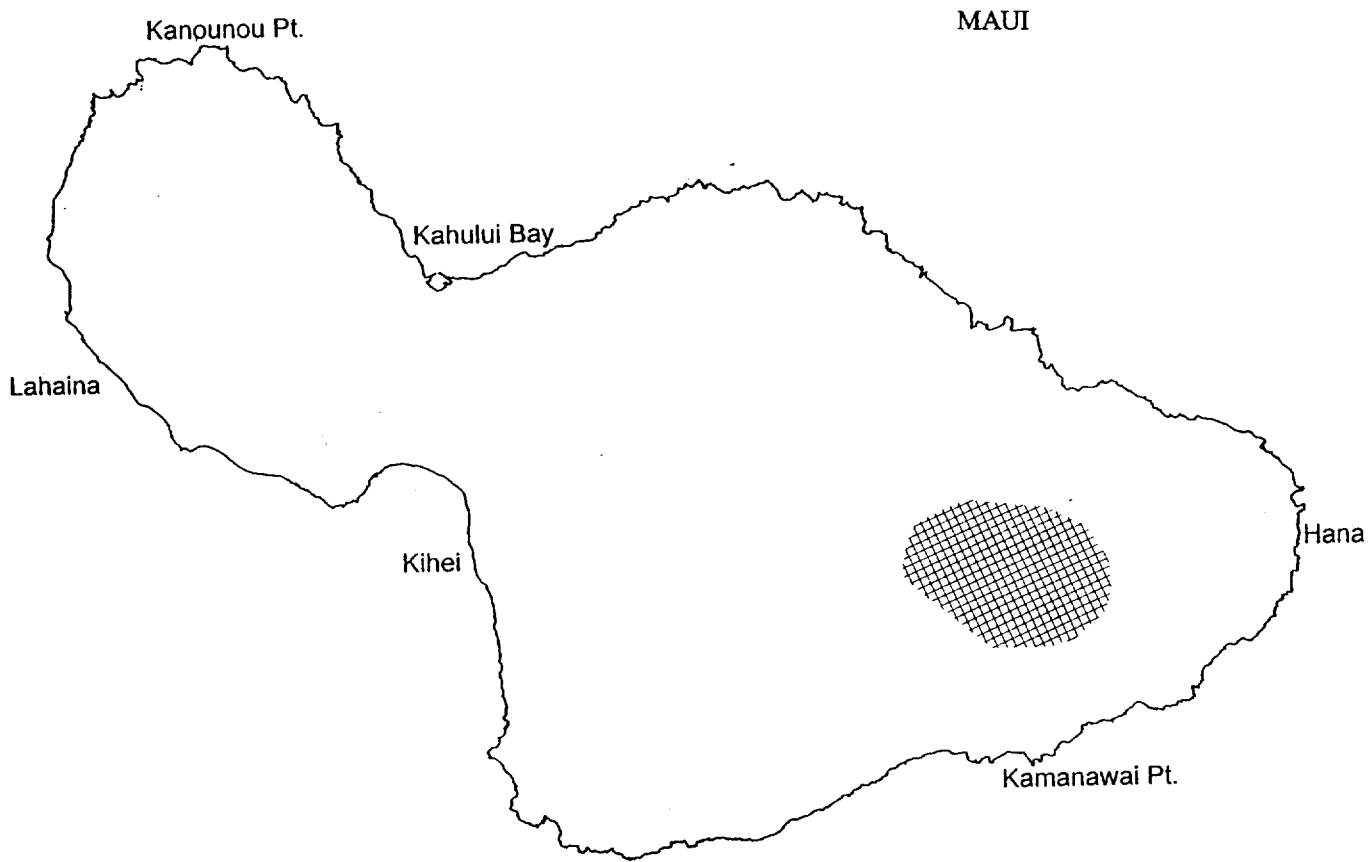 MAUI
Kanounou Pt.
Kahului Bay
Lahaina
Kihei
Hana
Kamanawai Pt.